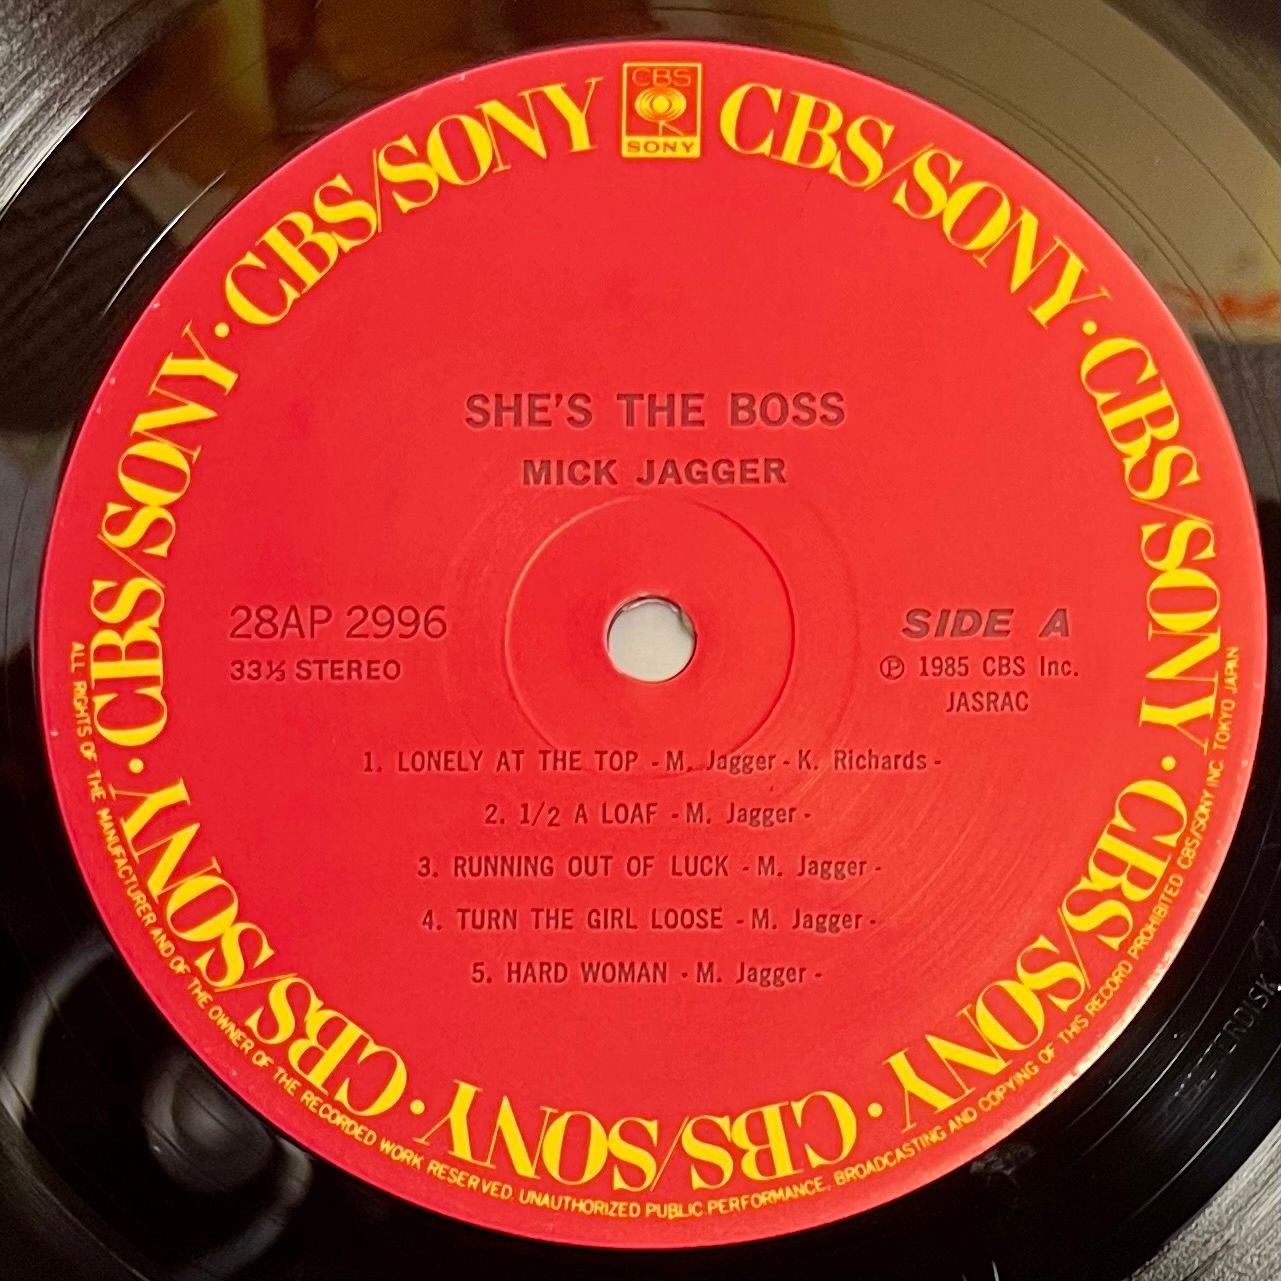 CBS
SONY
CBS/SONY · CBS/SONY · CBS/SONY · CBS/SONY · CBS/SONY · CBS/SONY · CBS/SONY · CBS/SONY
SHE'S THE BOSS
MICK JAGGER
28AP 2996
33⅓ STEREO
SIDE A
Ⓟ 1985 CBS Inc.
JASRAC
1. LONELY AT THE TOP - M. Jagger - K. Richards -
2. 1/2 A LOAF - M. Jagger -
3. RUNNING OUT OF LUCK - M. Jagger -
4. TURN THE GIRL LOOSE - M. Jagger -
5. HARD WOMAN - M. Jagger -
ALL RIGHTS OF THE MANUFACTURER AND OF THE OWNER OF THE RECORDED WORK RESERVED. UNAUTHORIZED PUBLIC PERFORMANCE, BROADCASTING AND COPYING OF THIS RECORD PROHIBITED CBS/SONY INC. TOKYO JAPAN